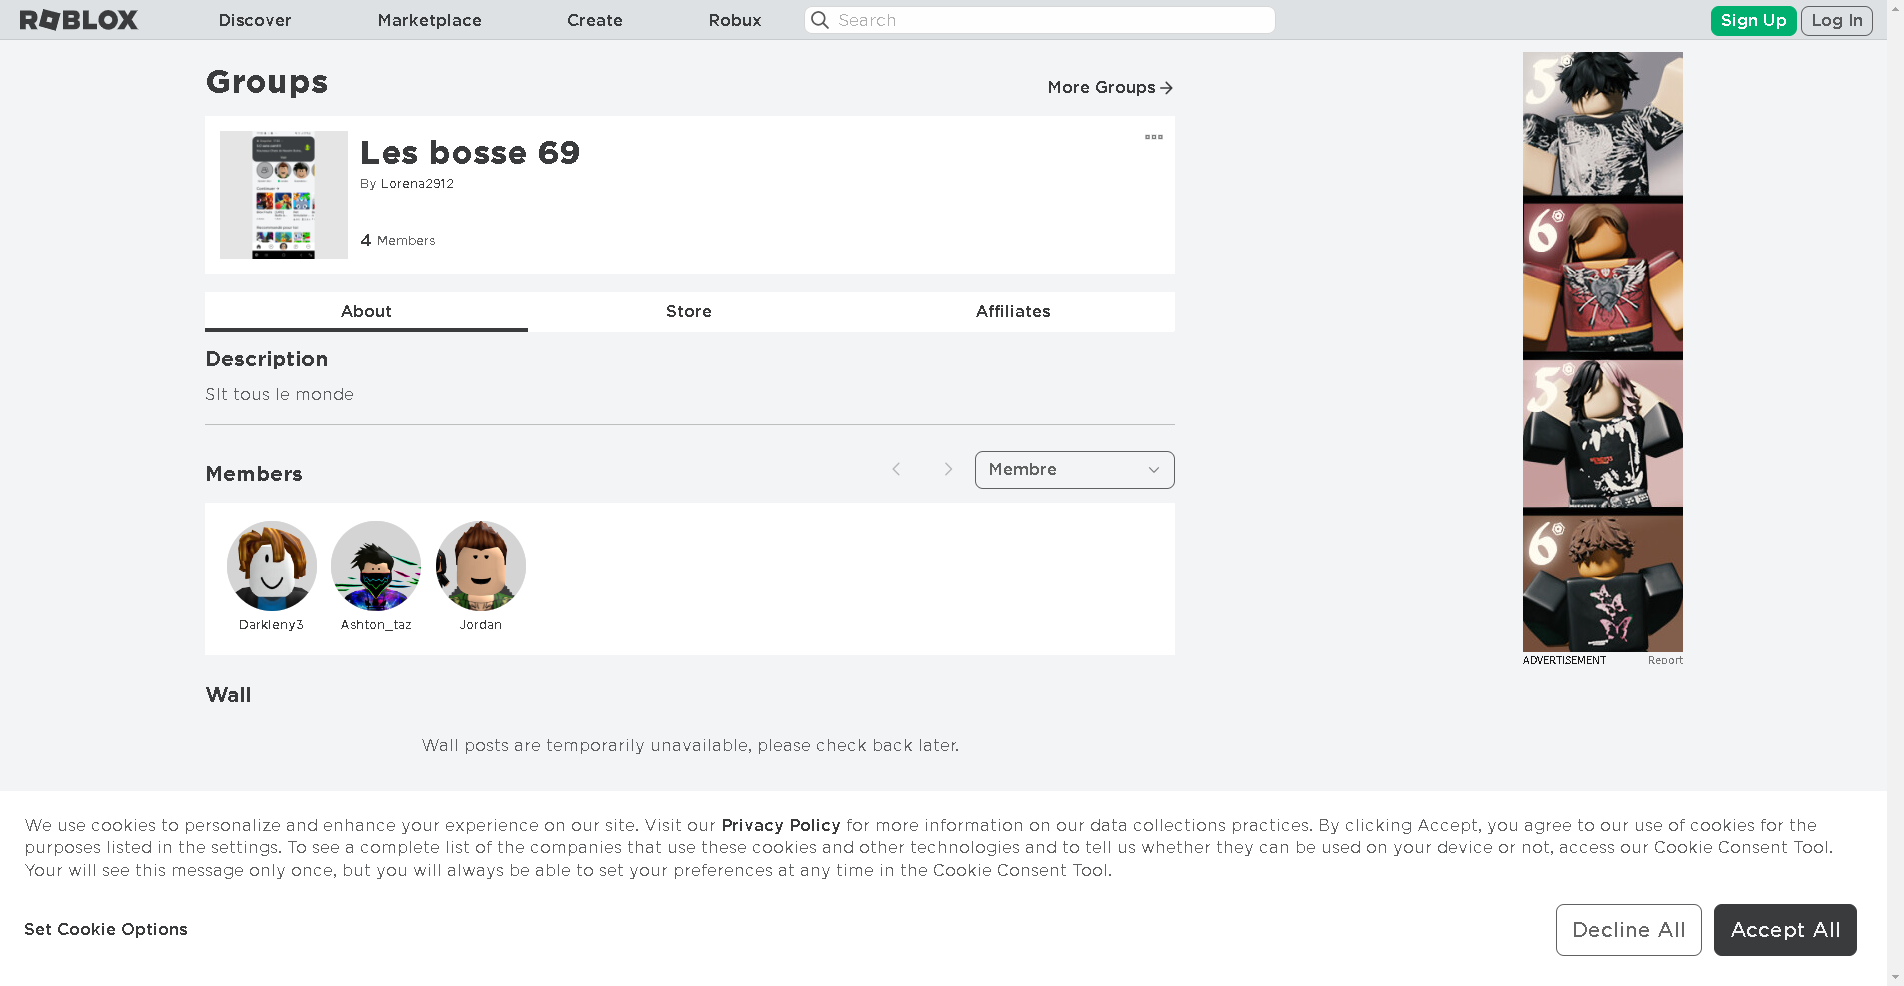 ROBLOX Discover Marketplace Create Robux Search Sign Up Log In
Groups
More Groups
Les bosse 69
By Lorena2912
4 Members
About Store Affiliates
Description
Slt tous le monde
Members
Membre
Darkleny3 Ashton_taz Jordan
Wall
Wall posts are temporarily unavailable, please check back later.
5
6
5
6
ADVERTISEMENT Report
We use cookies to personalize and enhance your experience on our site. Visit our Privacy Policy for more information on our data collections practices. By clicking Accept, you agree to our use of cookies for the
purposes listed in the settings. To see a complete list of the companies that use these cookies and other technologies and to tell us whether they can be used on your device or not, access our Cookie Consent Tool.
Your will see this message only once, but you will always be able to set your preferences at any time in the Cookie Consent Tool.
Set Cookie Options
Decline All Accept All